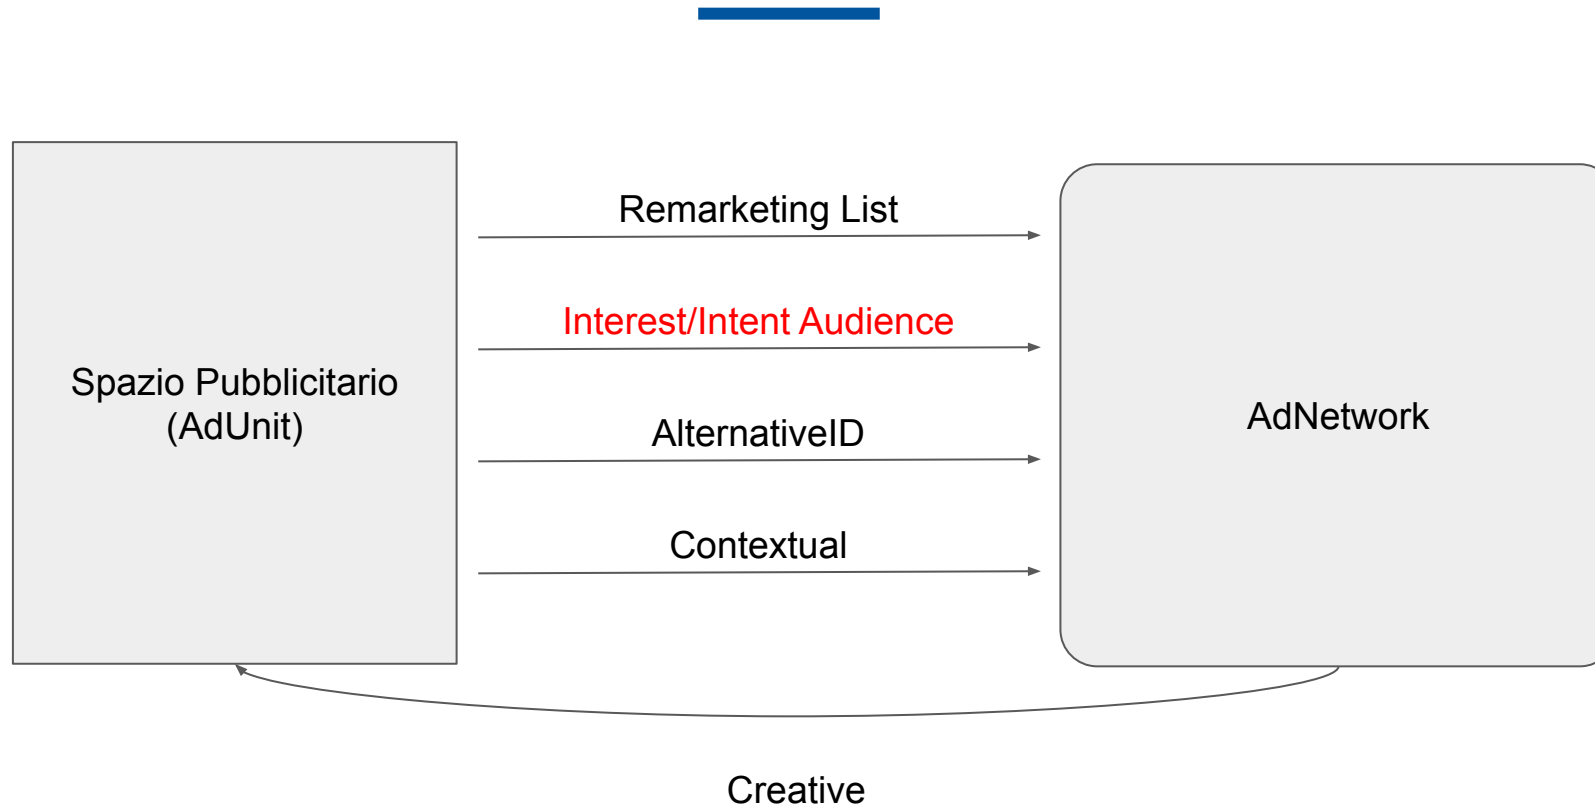 Remarketing List
Interest/Intent Audience
Spazio Pubblicitario
(AdUnit)
AdNetwork
AlternativeID
Contextual
Creative